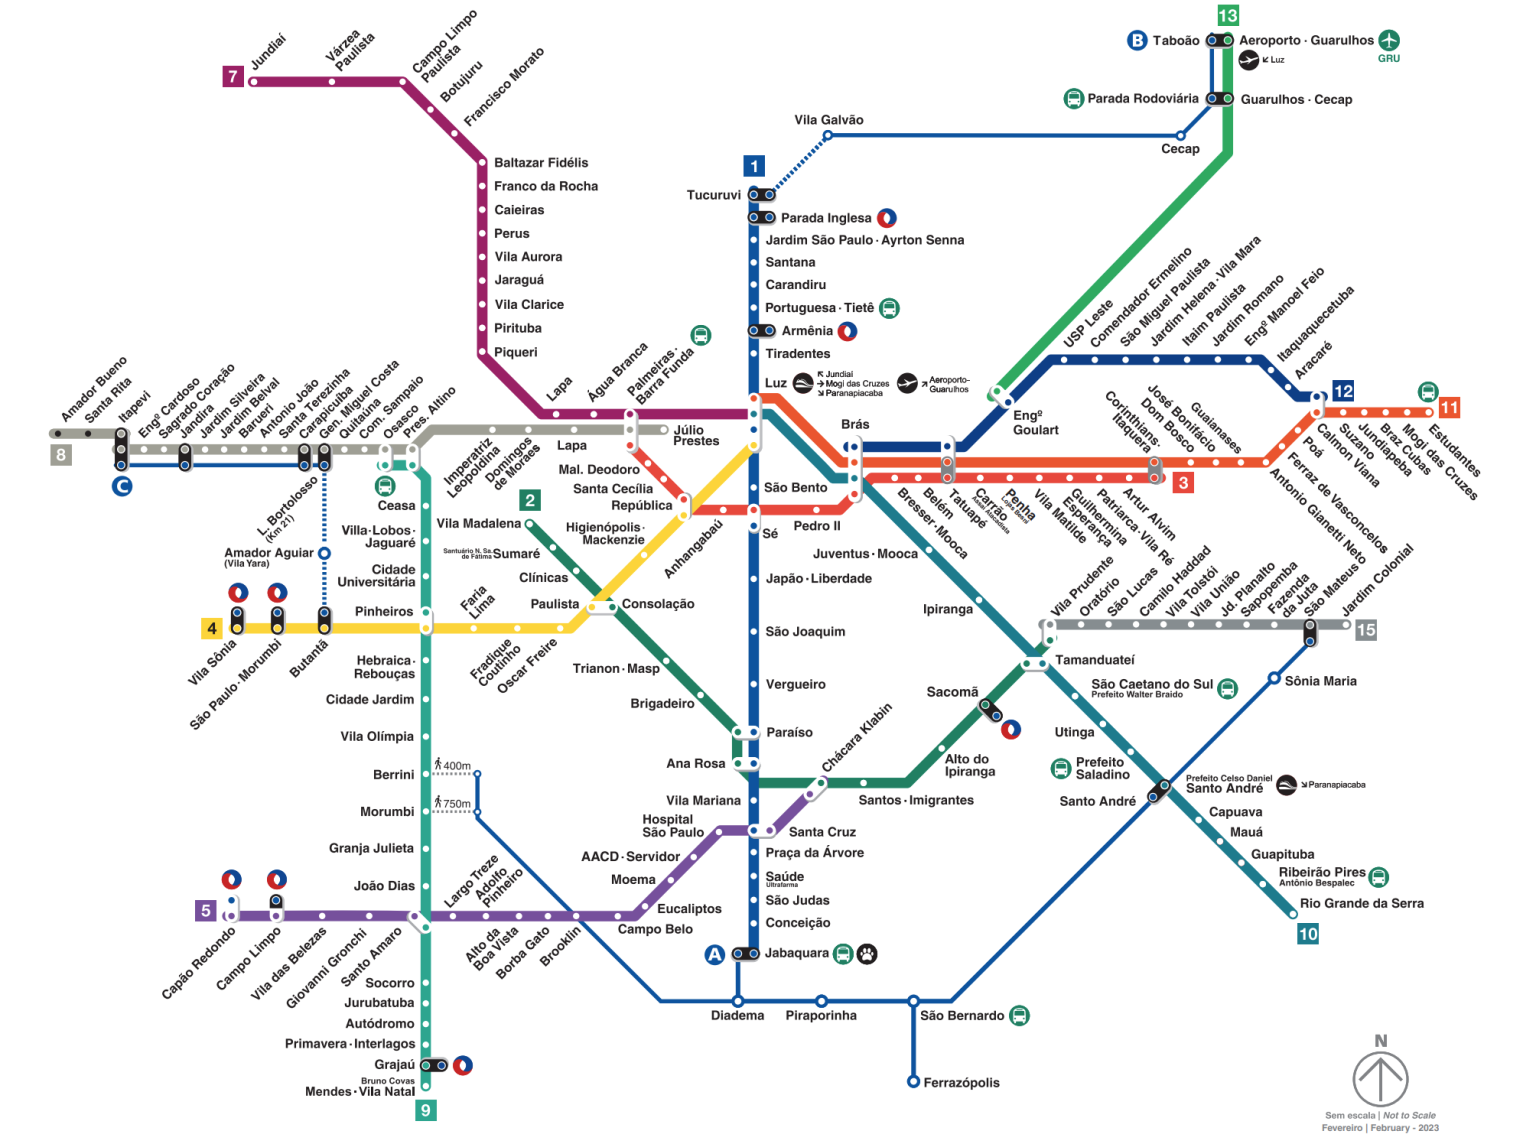 13
B Taboão
Aeroporto · Guarulhos
GRU
↙ Luz
Parada Rodoviária
Guarulhos · Cecap
7
Jundiaí
Várzea
Paulista
Campo Limpo
Paulista
Botujuru
Francisco Morato
Baltazar Fidélis
Franco da Rocha
Caieiras
Perus
Vila Aurora
Jaraguá
Vila Clarice
Pirituba
Piqueri
Lapa
Água Branca
Palmeiras ·
Barra Funda
Vila Galvão
Cecap
1
Tucuruvi
Parada Inglesa
Jardim São Paulo · Ayrton Senna
Santana
Carandiru
Portuguesa · Tietê
Armênia
Tiradentes
Luz
↖ Jundiaí
→ Mogi das Cruzes
↘ Paranapiacaba
↗ Aeroporto-
Guarulhos
Brás
Engº
Goulart
USP Leste
Comendador Ermelino
São Miguel Paulista
Jardim Helena · Vila Mara
Itaim Paulista
Jardim Romano
Engº Manoel Feio
Itaquaquecetuba
Aracaré
12
11
Calmon Viana
Suzano
Jundiapeba
Braz Cubas
Mogi das Cruzes
Estudantes
Poá
Ferraz de Vasconcelos
Antonio Gianetti Neto
Guaianases
José Bonifácio
Dom Bosco
Corinthians-
Itaquera
3
Bresser · Mooca
Belém
Tatuapé
Carrão
Assaí Atacadista
Penha
Lojas Besni
Vila Matilde
Guilhermina
Esperança
Patriarca · Vila Ré
Artur Alvim
8
Amador Bueno
Santa Rita
Itapevi
Engº Cardoso
Sagrado Coração
Jandira
Jardim Silveira
Jardim Belval
Barueri
Antonio João
Santa Terezinha
Carapicuíba
Gen. Miguel Costa
Quitaúna
Com. Sampaio
Osasco
Pres. Altino
Imperatriz
Leopoldina
Domingos
de Moraes
Lapa
Júlio
Prestes
C
L. Bortolosso
(Km 21)
Amador Aguiar
(Vila Yara)
Mal. Deodoro
Santa Cecília
República
Anhangabaú
Pedro II
São Bento
Sé
Higienópolis ·
Mackenzie
2
Vila Madalena
Santuário N. Sa.
de Fátima
Sumaré
Clínicas
Paulista
Consolação
Trianon · Masp
Brigadeiro
Ceasa
Villa-Lobos ·
Jaguaré
Cidade
Universitária
Pinheiros
4
Vila Sônia
São Paulo · Morumbi
Butantã
Faria
Lima
Fradique
Coutinho
Oscar Freire
Hebraica ·
Rebouças
Cidade Jardim
Vila Olímpia
Berrini
400m
Morumbi
750m
Granja Julieta
João Dias
Japão · Liberdade
São Joaquim
Vergueiro
Paraíso
Ana Rosa
Vila Mariana
Chácara Klabin
Santos · Imigrantes
Alto do
Ipiranga
Sacomã
Juventus · Mooca
Ipiranga
Tamanduateí
Vila Prudente
Oratório
São Lucas
Camilo Haddad
Vila Tolstói
Vila União
Jd. Planalto
Sapopemba
Fazenda
da Juta
São Mateus
Jardim Colonial
15
Sônia Maria
São Caetano do Sul
Prefeito Walter Braido
Utinga
Prefeito
Saladino
Prefeito Celso Daniel
Santo André
↘ Paranapiacaba
Santo André
Capuava
Mauá
Guapituba
Ribeirão Pires
Antônio Bespalec
Rio Grande da Serra
10
Hospital
São Paulo
Santa Cruz
AACD · Servidor
Moema
Eucaliptos
Campo Belo
Praça da Árvore
Saúde
Ultrafarma
São Judas
Conceição
A
Jabaquara
5
Capão Redondo
Campo Limpo
Vila das Belezas
Giovanni Gronchi
Santo Amaro
Largo Treze
Adolfo
Pinheiro
Alto da
Boa Vista
Borba Gato
Brooklin
Socorro
Jurubatuba
Autódromo
Primavera · Interlagos
Grajaú
Bruno Covas
Mendes · Vila Natal
9
Diadema
Piraporinha
São Bernardo
Ferrazópolis
N
Sem escala | Not to Scale
Fevereiro | February - 2023